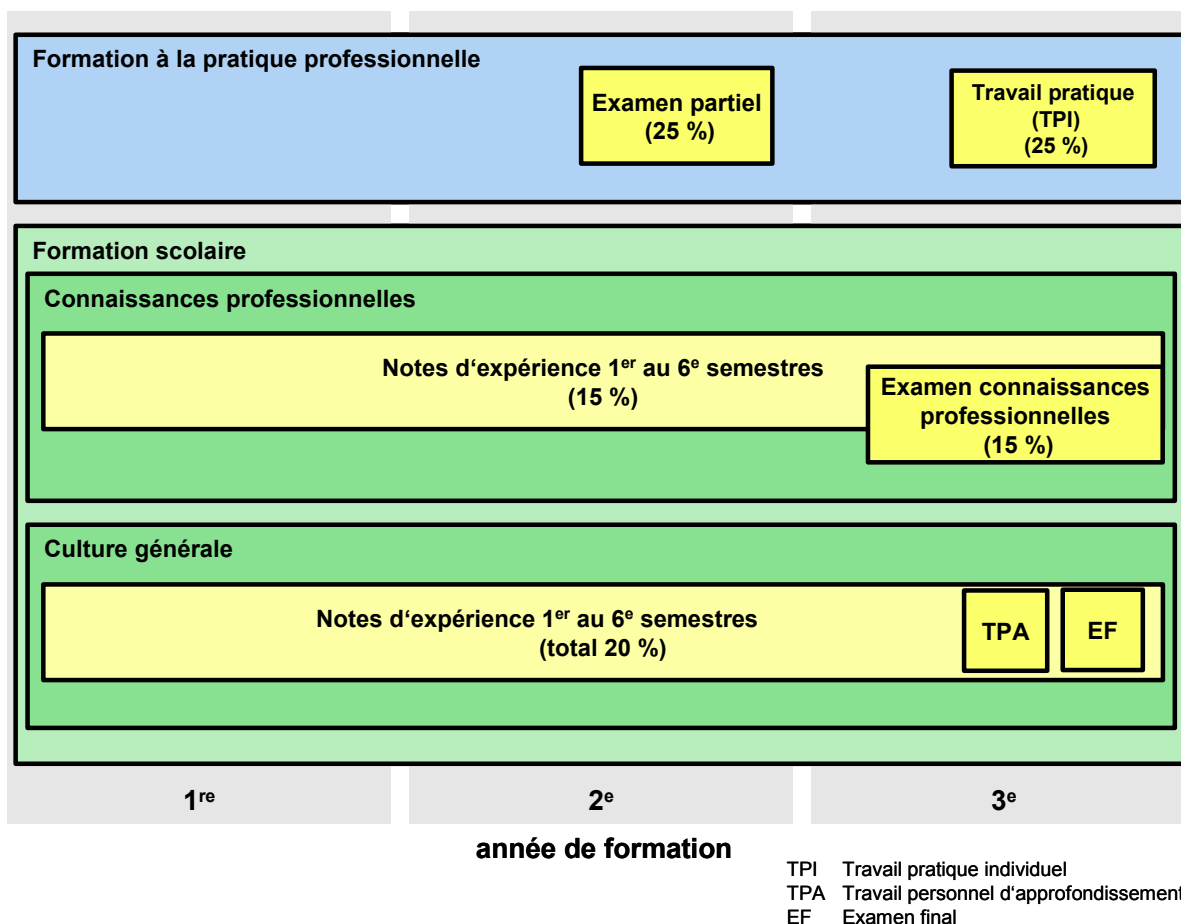 Formation à la pratique professionnelle
Examen partiel
(25 %)
Travail pratique
(TPI)
(25 %)
Formation scolaire
Connaissances professionnelles
Notes d‘expérience 1er au 6e semestres
(15 %)
Examen connaissances
professionnelles
(15 %)
Culture générale
Notes d‘expérience 1er au 6e semestres
(total 20 %)
TPA
EF
1re
2e
3e
année de formation
TPI Travail pratique individuel
TPA Travail personnel d‘approfondissement
EF Examen final